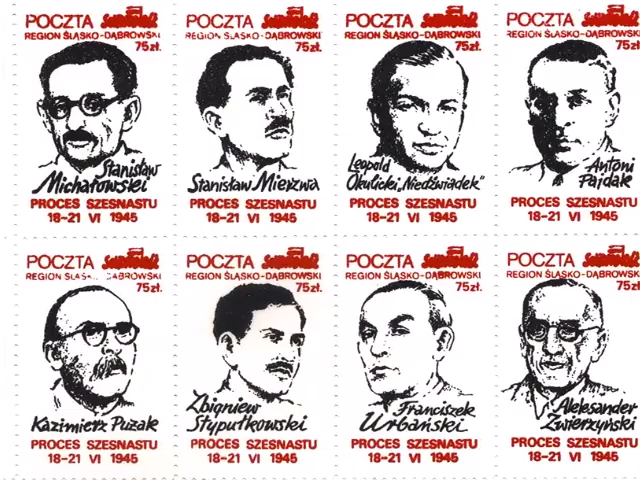 POCZTA Solidarność
REGION ŚLĄSKO-DĄBROWSKI
75zł.
Stanisław
Michałowski
PROCES SZESNASTU
18-21 VI 1945
POCZTA Solidarność
REGION ŚLĄSKO-DĄBROWSKI
75zł.
Stanisław Mierzwa
PROCES SZESNASTU
18-21 VI 1945
POCZTA Solidarność
REGION ŚLĄSKO-DĄBROWSKI
75zł.
Leopold
Okulicki „Niedźwiadek"
PROCES SZESNASTU
18-21 VI 1945
POCZTA Solidarność
REGION ŚLĄSKO-DĄBROWSKI
75zł.
Antoni
Pajdak
PROCES SZESNASTU
18-21 VI 1945
POCZTA Solidarność
REGION ŚLĄSKO-DĄBROWSKI
75zł.
Kazimierz Pużak
PROCES SZESNASTU
18-21 VI 1945
POCZTA Solidarność
REGION ŚLĄSKO-DĄBROWSKI
75zł.
Zbigniew
Stypułkowski
PROCES SZESNASTU
18-21 VI 1945
POCZTA Solidarność
REGION ŚLĄSKO-DĄBROWSKI
75zł.
Franciszek
Urbański
PROCES SZESNASTU
18-21 VI 1945
POCZTA Solidarność
REGION ŚLĄSKO-DĄBROWSKI
75zł.
Aleksander
Zwierzyński
PROCES SZESNASTU
18-21 VI 1945